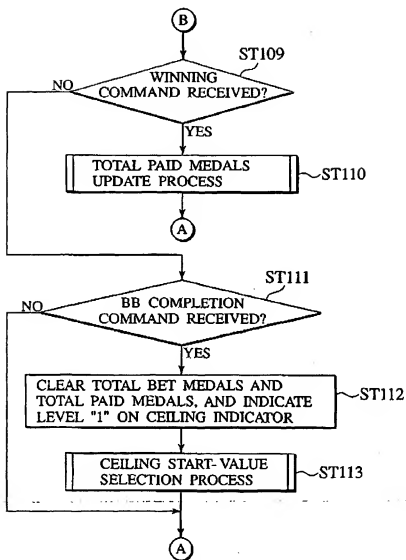 B
ST109
WINNING
COMMAND RECEIVED?
NO
YES
TOTAL PAID MEDALS
UPDATE PROCESS
ST110
A
ST111
NO
BB COMPLETION
COMMAND RECEIVED?
YES
CLEAR TOTAL BET MEDALS AND
TOTAL PAID MEDALS, AND INDICATE
LEVEL "1" ON CEILING INDICATOR
ST112
CEILING START-VALUE
SELECTION PROCESS
ST113
A